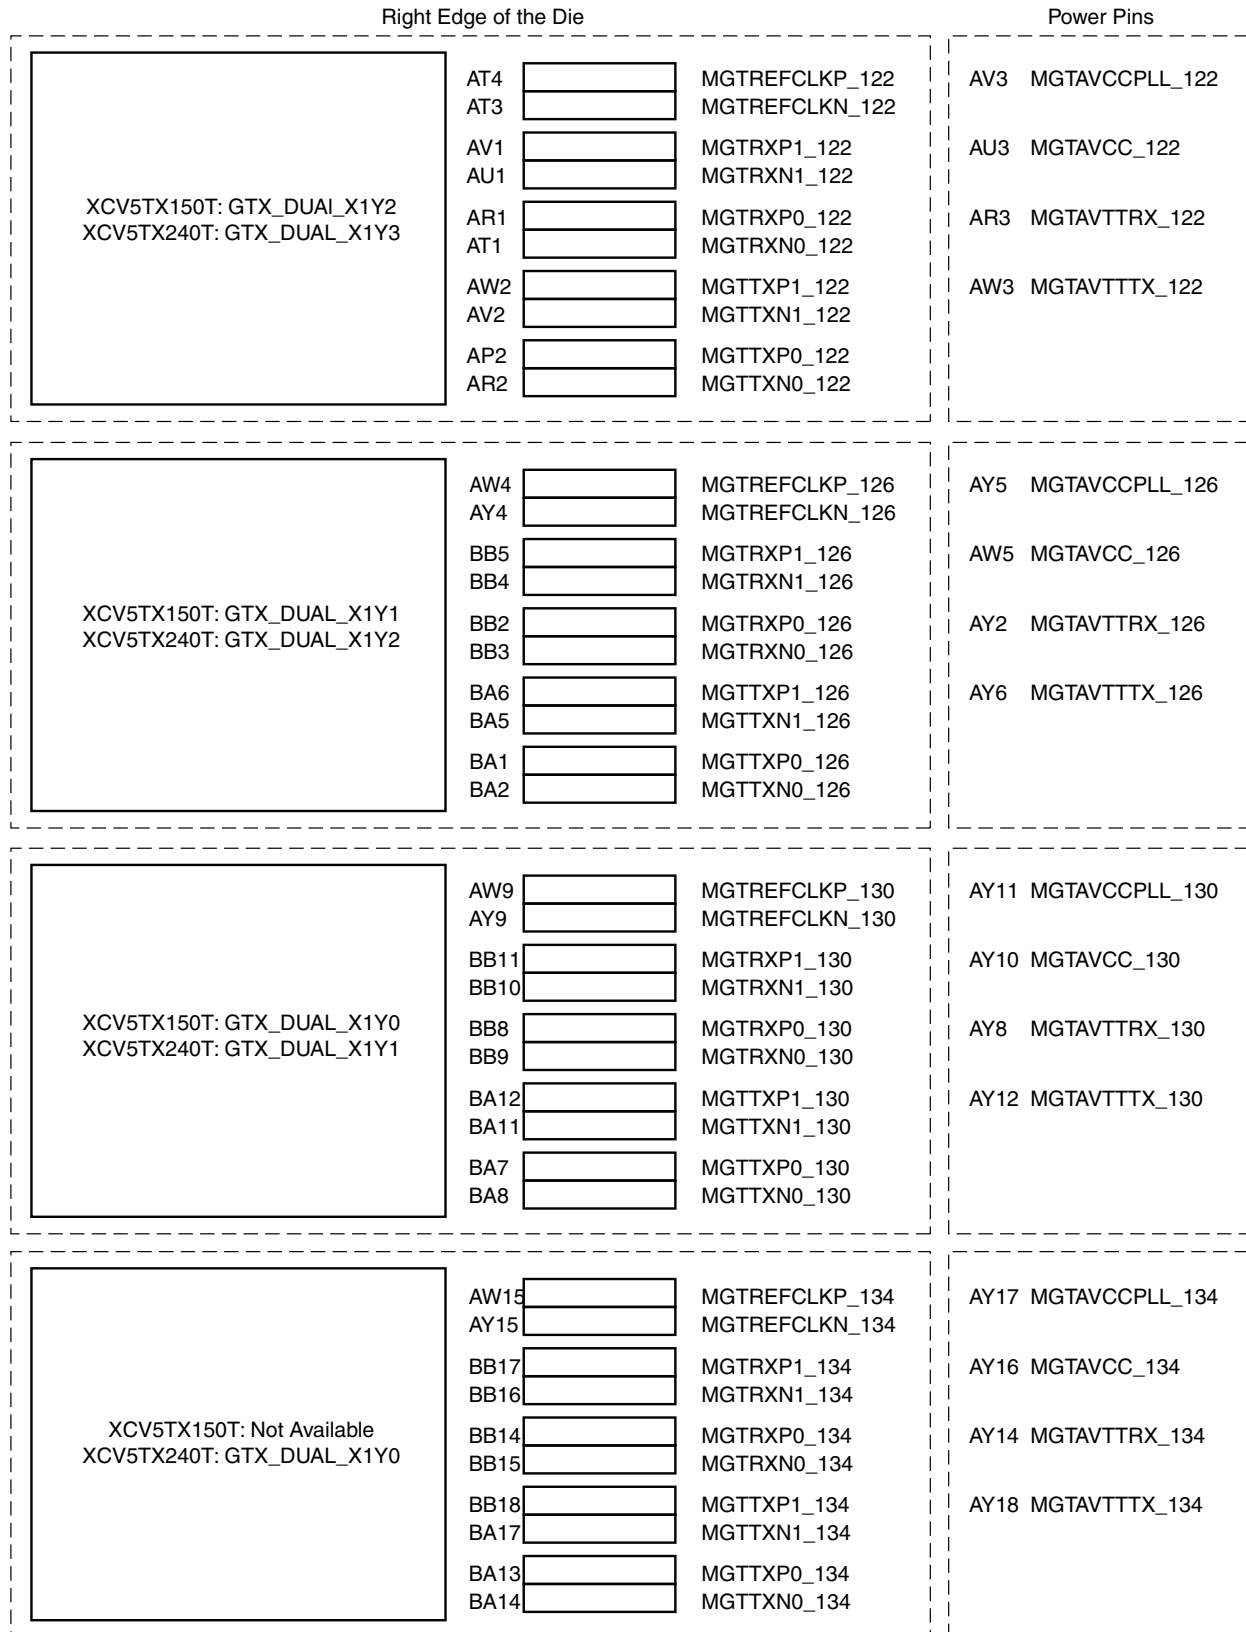 Right Edge of the Die Power Pins
AT4 MGTREFCLKP_122 AV3 MGTAVCCPLL_122
AT3 MGTREFCLKN_122
AV1 MGTRXP1_122 AU3 MGTAVCC_122
AU1 MGTRXN1_122
XCV5TX150T: GTX_DUAl_X1Y2
XCV5TX240T: GTX_DUAL_X1Y3
AR1 MGTRXP0_122 AR3 MGTAVTTRX_122
AT1 MGTRXN0_122
AW2 MGTTXP1_122 AW3 MGTAVTTTX_122
AV2 MGTTXN1_122
AP2 MGTTXP0_122
AR2 MGTTXN0_122
AW4 MGTREFCLKP_126 AY5 MGTAVCCPLL_126
AY4 MGTREFCLKN_126
BB5 MGTRXP1_126 AW5 MGTAVCC_126
BB4 MGTRXN1_126
XCV5TX150T: GTX_DUAL_X1Y1
XCV5TX240T: GTX_DUAL_X1Y2
BB2 MGTRXP0_126 AY2 MGTAVTTRX_126
BB3 MGTRXN0_126
BA6 MGTTXP1_126 AY6 MGTAVTTTX_126
BA5 MGTTXN1_126
BA1 MGTTXP0_126
BA2 MGTTXN0_126
AW9 MGTREFCLKP_130 AY11 MGTAVCCPLL_130
AY9 MGTREFCLKN_130
BB11 MGTRXP1_130 AY10 MGTAVCC_130
BB10 MGTRXN1_130
XCV5TX150T: GTX_DUAL_X1Y0
XCV5TX240T: GTX_DUAL_X1Y1
BB8 MGTRXP0_130 AY8 MGTAVTTRX_130
BB9 MGTRXN0_130
BA12 MGTTXP1_130 AY12 MGTAVTTTX_130
BA11 MGTTXN1_130
BA7 MGTTXP0_130
BA8 MGTTXN0_130
AW15 MGTREFCLKP_134 AY17 MGTAVCCPLL_134
AY15 MGTREFCLKN_134
BB17 MGTRXP1_134 AY16 MGTAVCC_134
BB16 MGTRXN1_134
XCV5TX150T: Not Available
XCV5TX240T: GTX_DUAL_X1Y0
BB14 MGTRXP0_134 AY14 MGTAVTTRX_134
BB15 MGTRXN0_134
BB18 MGTTXP1_134 AY18 MGTAVTTTX_134
BA17 MGTTXN1_134
BA13 MGTTXP0_134
BA14 MGTTXN0_134